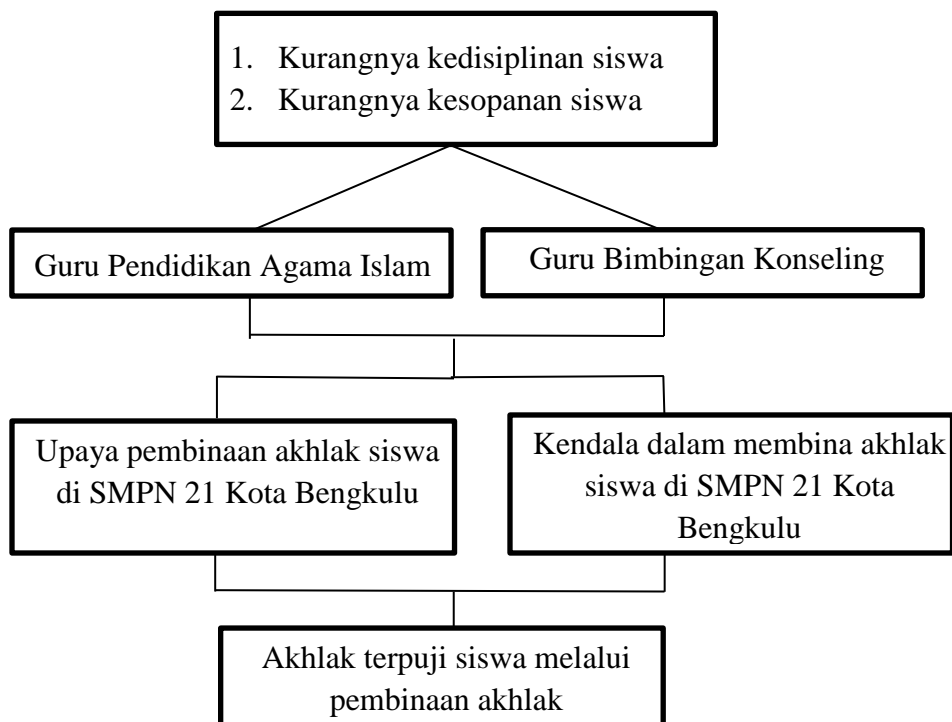 1. Kurangnya kedisiplinan siswa
2. Kurangnya kesopanan siswa
Guru Pendidikan Agama Islam
Guru Bimbingan Konseling
Upaya pembinaan akhlak siswa
di SMPN 21 Kota Bengkulu
Kendala dalam membina akhlak
siswa di SMPN 21 Kota
Bengkulu
Akhlak terpuji siswa melalui
pembinaan akhlak